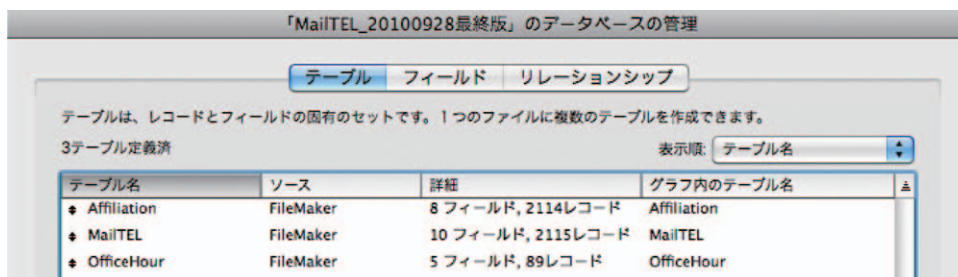 「MailTEL_20100928最終版」のデータベースの管理
テーブル フィールド リレーションシップ
テーブルは、レコードとフィールドの固有のセットです。1つのファイルに複数のテーブルを作成できます。
3テーブル定義済 表示順: テーブル名
テーブル名 ソース 詳細 グラフ内のテーブル名
Affiliation FileMaker 8 フィールド, 2114レコード Affiliation
MailTEL FileMaker 10 フィールド, 2115レコード MailTEL
OfficeHour FileMaker 5 フィールド, 89レコード OfficeHour